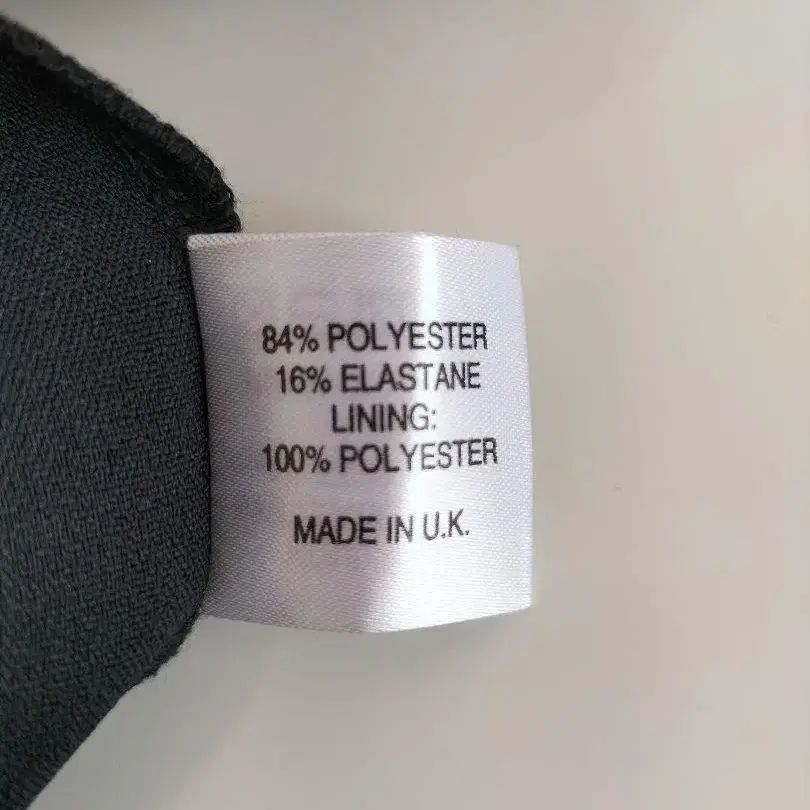 84% POLYESTER
16% ELASTANE
LINING:
100% POLYESTER
MADE IN U.K.